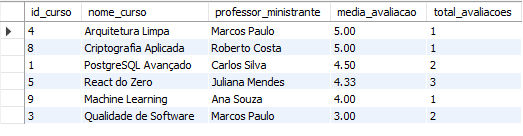 id_curso nome_curso professor_ministrante media_avaliacao total_avaliacoes
4 Arquitetura Limpa Marcos Paulo 5.00 1
8 Criptografia Aplicada Roberto Costa 5.00 1
1 PostgreSQL Avançado Carlos Silva 4.50 2
5 React do Zero Juliana Mendes 4.33 3
9 Machine Learning Ana Souza 4.00 1
3 Qualidade de Software Marcos Paulo 3.00 2